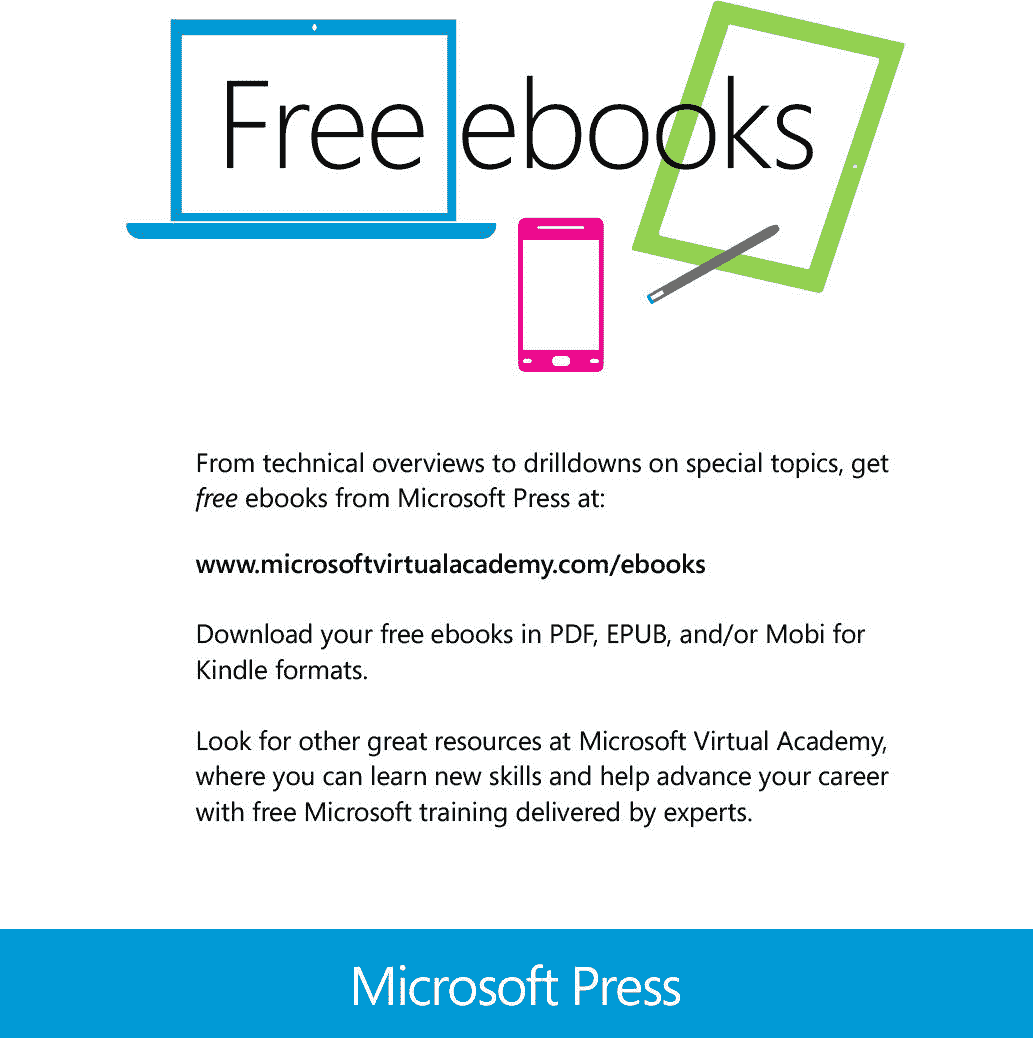 Free ebooks
From technical overviews to drilldowns on special topics, get
free ebooks from Microsoft Press at:
www.microsoftvirtualacademy.com/ebooks
Download your free ebooks in PDF, EPUB, and/or Mobi for
Kindle formats.
Look for other great resources at Microsoft Virtual Academy,
where you can learn new skills and help advance your career
with free Microsoft training delivered by experts.
Microsoft Press